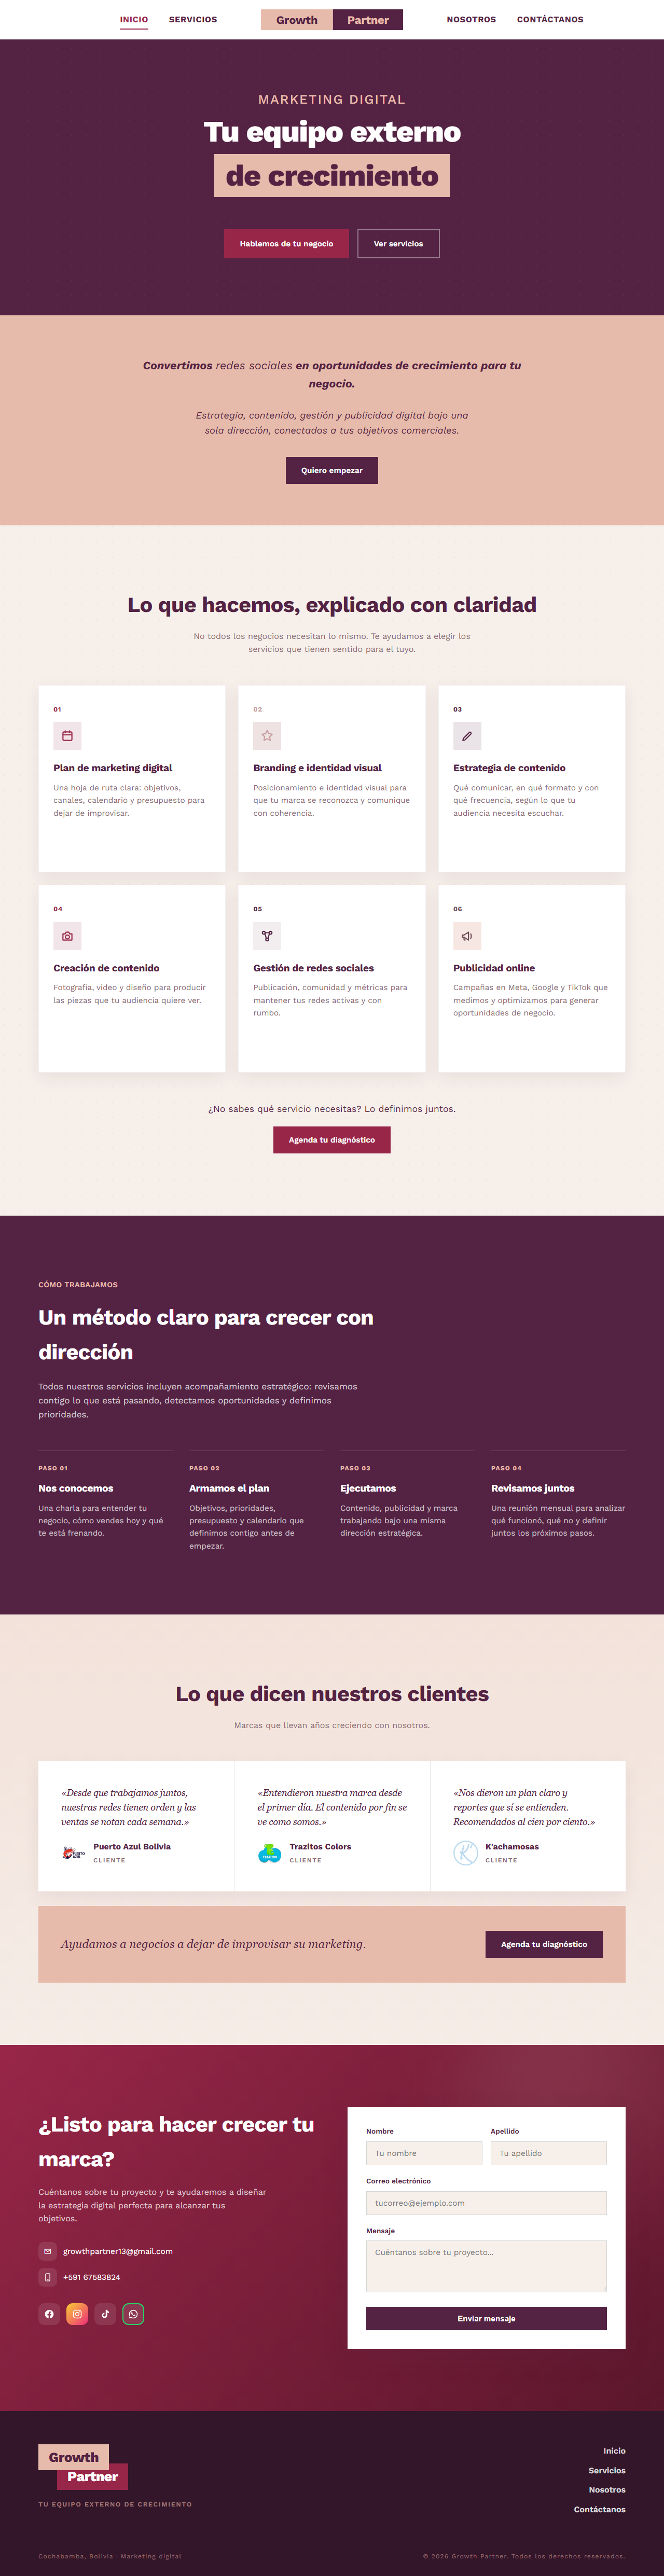 INICIO SERVICIOS Growth Partner NOSOTROS CONTÁCTANOS
MARKETING DIGITAL
Tu equipo externo
de crecimiento
Hablemos de tu negocio Ver servicios
Convertimos redes sociales en oportunidades de crecimiento para tu
negocio.
Estrategia, contenido, gestión y publicidad digital bajo una
sola dirección, conectados a tus objetivos comerciales.
Quiero empezar
Lo que hacemos, explicado con claridad
No todos los negocios necesitan lo mismo. Te ayudamos a elegir los
servicios que tienen sentido para el tuyo.
01
Plan de marketing digital
Una hoja de ruta clara: objetivos,
canales, calendario y presupuesto para
dejar de improvisar.
02
Branding e identidad visual
Posicionamiento e identidad visual para
que tu marca se reconozca y comunique
con coherencia.
03
Estrategia de contenido
Qué comunicar, en qué formato y con
qué frecuencia, según lo que tu
audiencia necesita escuchar.
04
Creación de contenido
Fotografía, video y diseño para producir
las piezas que tu audiencia quiere ver.
05
Gestión de redes sociales
Publicación, comunidad y métricas para
mantener tus redes activas y con
rumbo.
06
Publicidad online
Campañas en Meta, Google y TikTok que
medimos y optimizamos para generar
oportunidades de negocio.
¿No sabes qué servicio necesitas? Lo definimos juntos.
Agenda tu diagnóstico
CÓMO TRABAJAMOS
Un método claro para crecer con
dirección
Todos nuestros servicios incluyen acompañamiento estratégico: revisamos
contigo lo que está pasando, detectamos oportunidades y definimos
prioridades.
PASO 01
Nos conocemos
Una charla para entender tu
negocio, cómo vendes hoy y qué
te está frenando.
PASO 02
Armamos el plan
Objetivos, prioridades,
presupuesto y calendario que
definimos contigo antes de
empezar.
PASO 03
Ejecutamos
Contenido, publicidad y marca
trabajando bajo una misma
dirección estratégica.
PASO 04
Revisamos juntos
Una reunión mensual para analizar
qué funcionó, qué no y definir
juntos los próximos pasos.
Lo que dicen nuestros clientes
Marcas que llevan años creciendo con nosotros.
«Desde que trabajamos juntos,
nuestras redes tienen orden y las
ventas se notan cada semana.»
Puerto Azul Bolivia
CLIENTE
«Entendieron nuestra marca desde
el primer día. El contenido por fin se
ve como somos.»
Trazitos Colors
CLIENTE
«Nos dieron un plan claro y
reportes que sí se entienden.
Recomendados al cien por ciento.»
K'achamosas
CLIENTE
Ayudamos a negocios a dejar de improvisar su marketing.
Agenda tu diagnóstico
¿Listo para hacer crecer tu
marca?
Cuéntanos sobre tu proyecto y te ayudaremos a diseñar
la estrategia digital perfecta para alcanzar tus
objetivos.
growthpartner13@gmail.com
+591 67583824
Nombre Apellido
Tu nombre Tu apellido
Correo electrónico
tucorreo@ejemplo.com
Mensaje
Cuéntanos sobre tu proyecto...
Enviar mensaje
Growth
Partner
TU EQUIPO EXTERNO DE CRECIMIENTO
Inicio
Servicios
Nosotros
Contáctanos
Cochabamba, Bolivia · Marketing digital
© 2026 Growth Partner. Todos los derechos reservados.